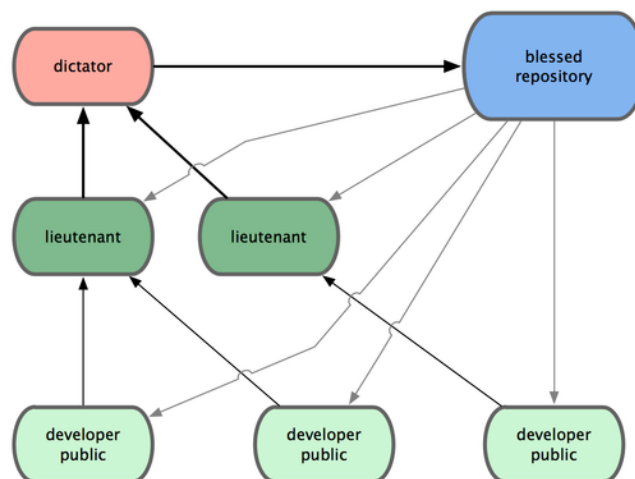 dictator
blessed
repository
lieutenant
lieutenant
developer
public
developer
public
developer
public